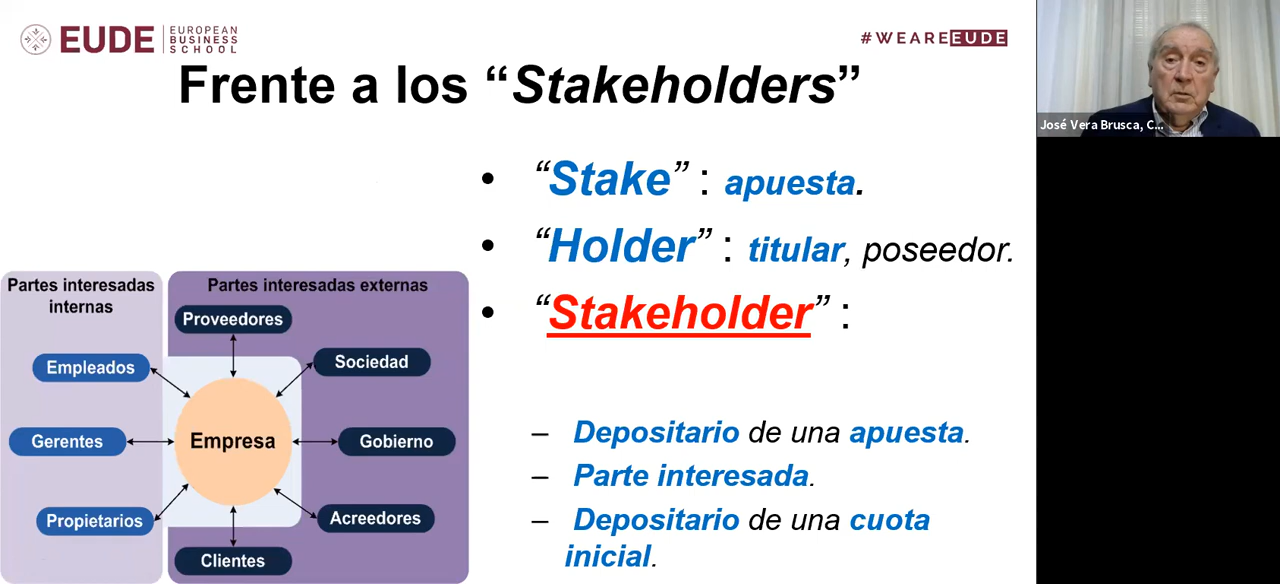 EUDE
EUROPEAN
BUSINESS
SCHOOL
#WEAREEUDE
Frente a los “Stakeholders”
José Vera Brusca, C...
• “Stake” : apuesta.
• “Holder” : titular, poseedor.
• “Stakeholder” :
– Depositario de una apuesta.
– Parte interesada.
– Depositario de una cuota
inicial.
Partes interesadas
internas
Partes interesadas externas
Proveedores
Empleados
Sociedad
Gerentes
Empresa
Gobierno
Propietarios
Acreedores
Clientes